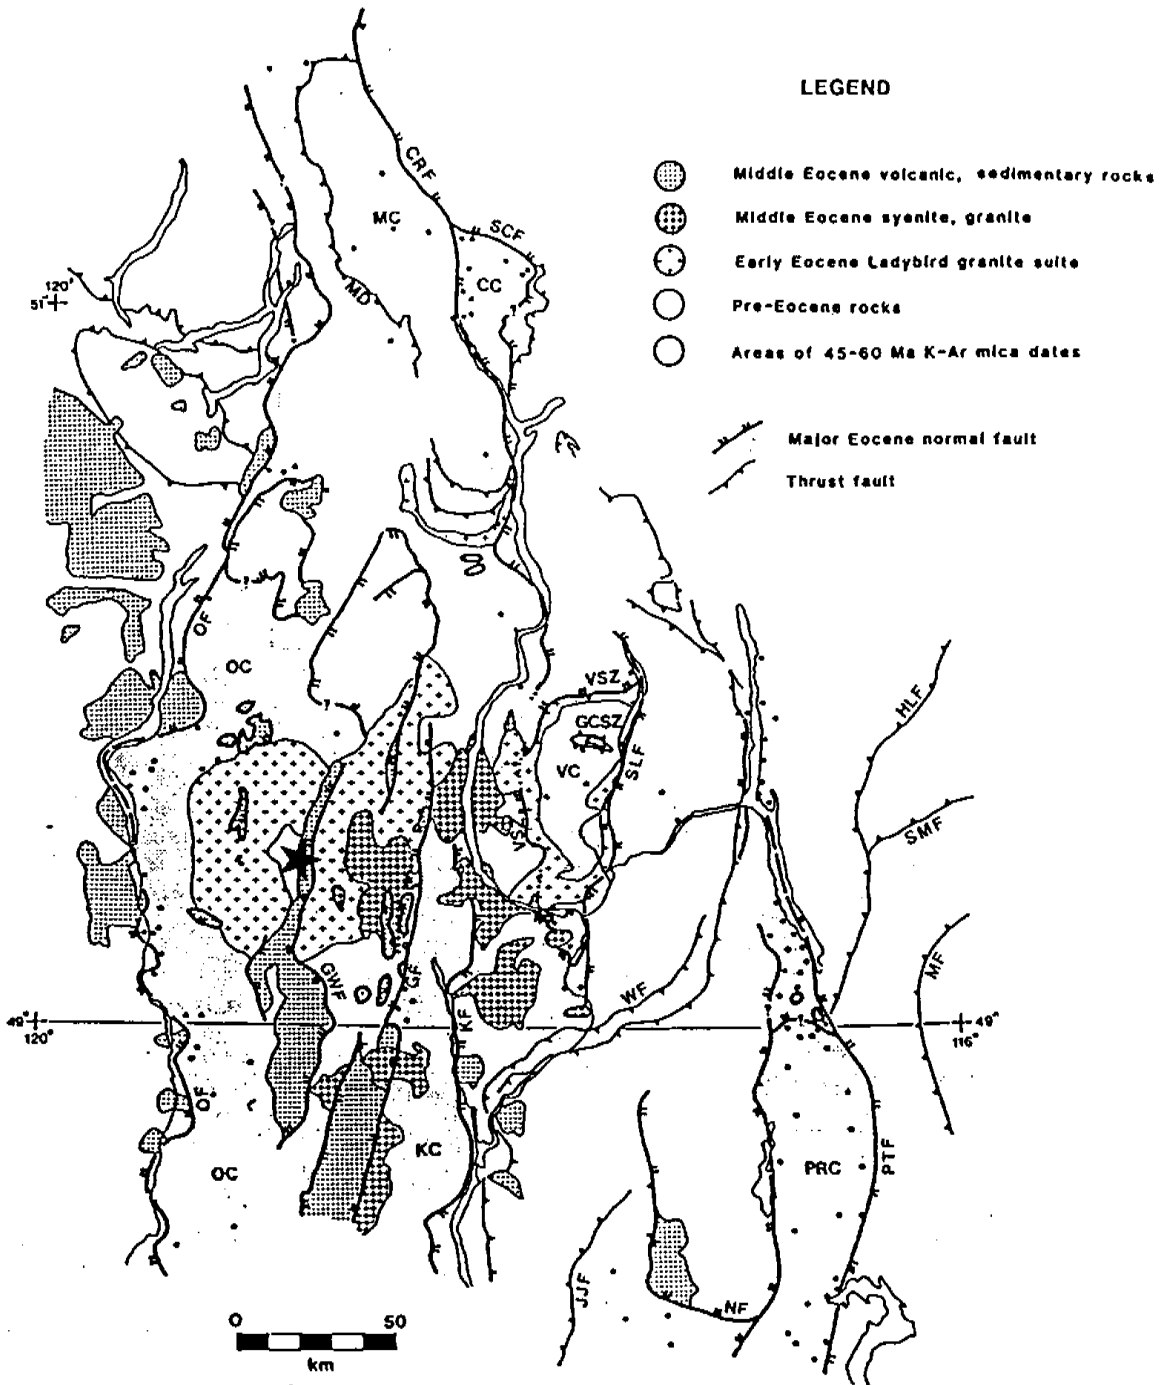 LEGEND
Middle Eocene volcanic, sedimentary rocks
Middle Eocene syenite, granite
Early Eocene Ladybird granite suite
Pre-Eocene rocks
Areas of 45-60 Ma K-Ar mica dates
Major Eocene normal fault
Thrust fault
CRF
MC
SCF
CC
MD
120°
51°
OF
OC
VSZ
GCSZ
VC
SLF
VSZ
HLF
SMF
MF
GWF
GF
KF
WF
49°
120°
49°
116°
OF
OC
KC
PRC
PTF
JJF
NF
0 50
km
?
?
?
?
?